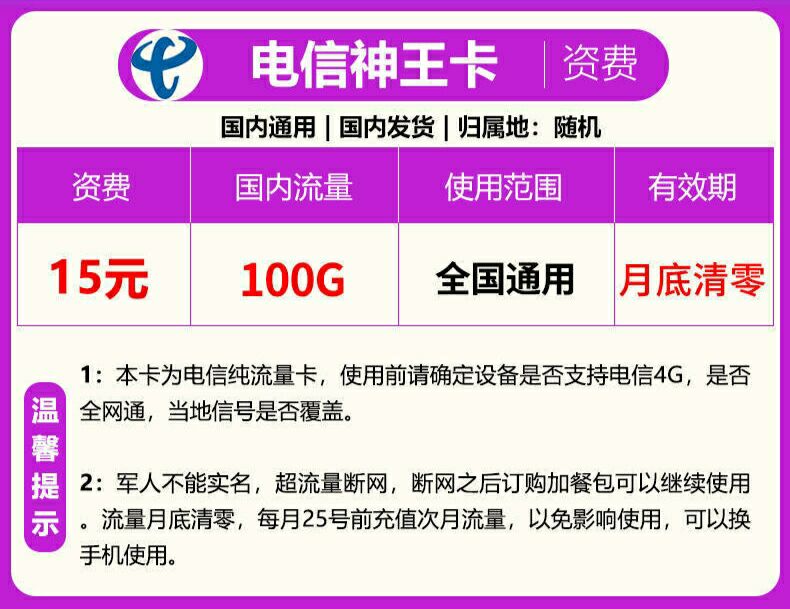 电信神王卡 | 资费
国内通用 | 国内发货 | 归属地：随机
资费 国内流量 使用范围 有效期
15元 100G 全国通用 月底清零
温馨提示
1：本卡为电信纯流量卡，使用前请确定设备是否支持电信4G，是否
全网通，当地信号是否覆盖。
2：军人不能实名，超流量断网，断网之后订购加餐包可以继续使用
。流量月底清零，每月25号前充值次月流量，以免影响使用，可以换
手机使用。